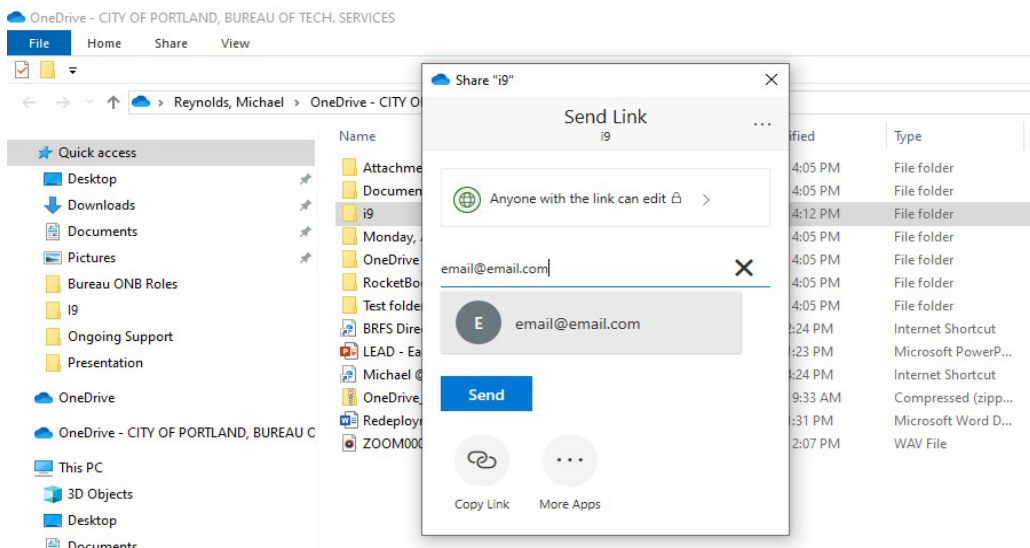 OneDrive - CITY OF PORTLAND, BUREAU OF TECH. SERVICES
File Home Share View
Reynolds, Michael > OneDrive - CITY O
Quick access
Desktop
Downloads
Documents
Pictures
Bureau ONB Roles
I9
Ongoing Support
Presentation
OneDrive
OneDrive - CITY OF PORTLAND, BUREAU C
This PC
3D Objects
Desktop
Documents
Name
Attachme
Documen
i9
Monday,
OneDrive
RocketBo
Test folde
BRFS Dire
LEAD - Ea
Michael @
OneDrive_
Redeploy
ZOOM000
Share "i9"
Send Link
i9
Anyone with the link can edit
email@email.com
E email@email.com
Send
Copy Link More Apps
ified Type
4:05 PM File folder
4:05 PM File folder
4:12 PM File folder
4:05 PM File folder
4:05 PM File folder
4:05 PM File folder
4:05 PM File folder
:24 PM Internet Shortcut
:23 PM Microsoft PowerP...
:24 PM Internet Shortcut
9:33 AM Compressed (zipp...
:31 PM Microsoft Word D...
2:07 PM WAV File